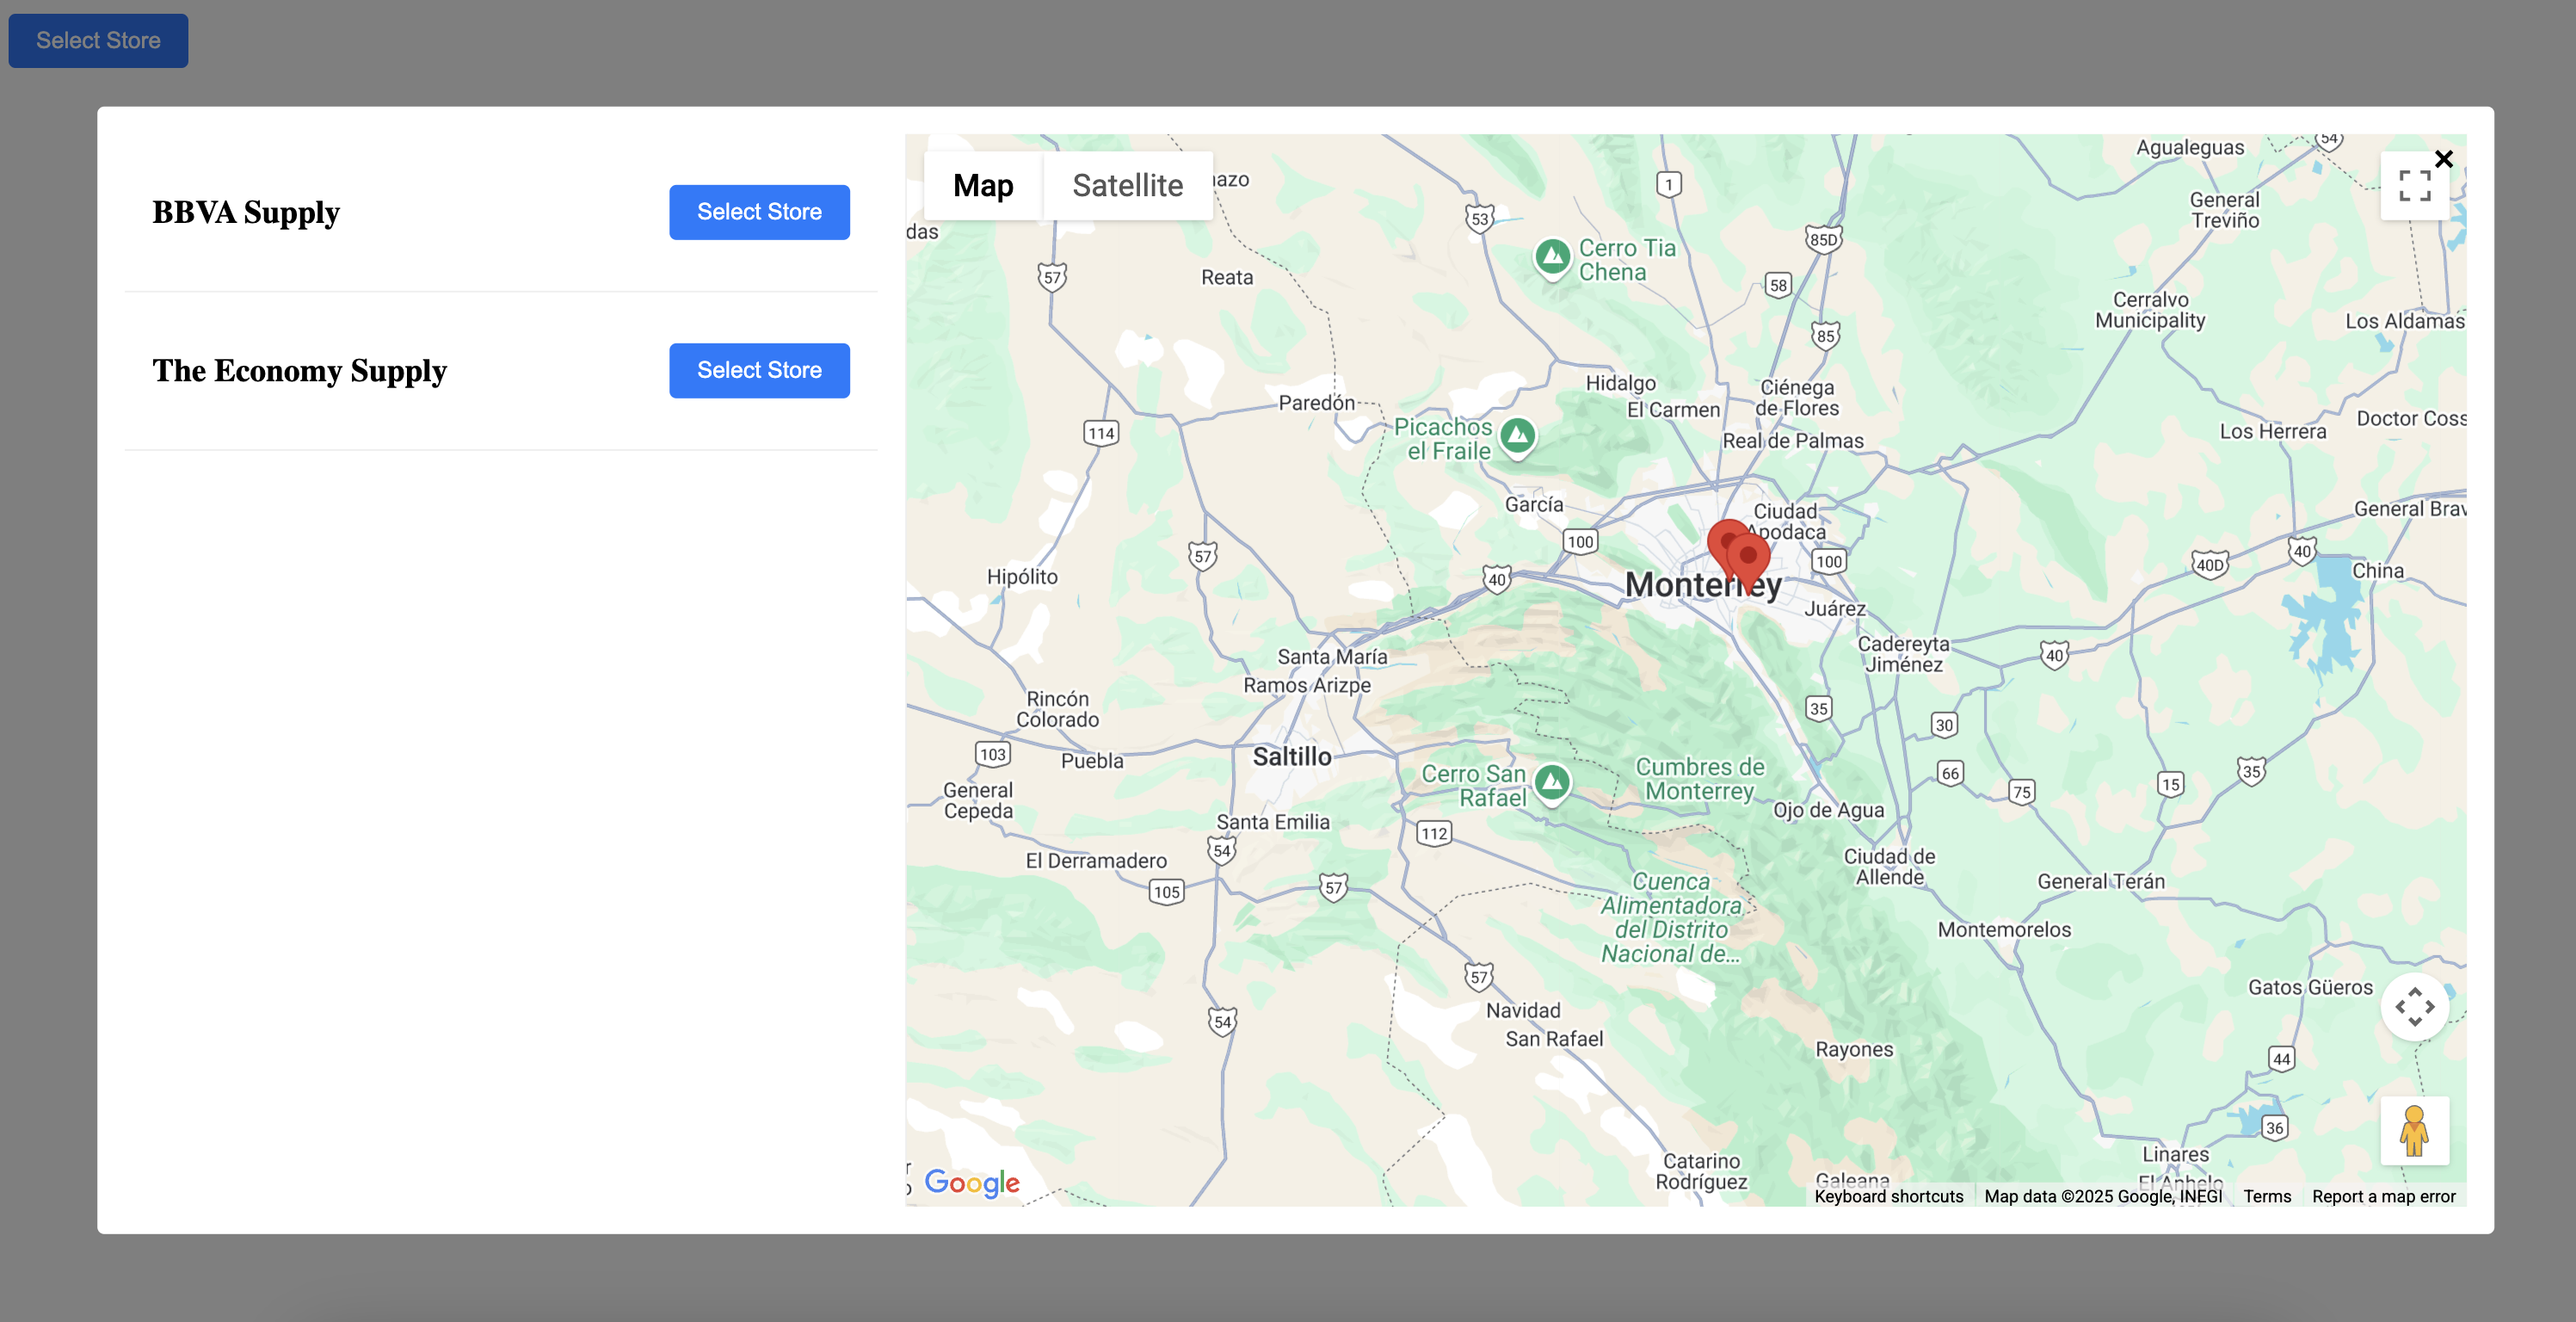 Select Store
BBVA Supply
Select Store
The Economy Supply
Select Store
Map
Satellite
das
Reata
Cerro Tia
Chena
Agualeguas
General
Treviño
Cerralvo
Municipality
Los Aldamas
57
53
1
85D
58
85
54
Hidalgo
El Carmen
Ciénega
de Flores
Paredón
Picachos
el Fraile
Real de Palmas
Los Herrera
Doctor Coss
114
García
Ciudad
Apodaca
General Brav
100
57
40
Monterrey
100
40D
40
China
Hipólito
Juárez
Santa María
Ramos Arizpe
Cadereyta
Jiménez
40
Rincón
Colorado
35
30
103
Puebla
Saltillo
Cerro San
Rafael
Cumbres de
Monterrey
66
75
15
35
General
Cepeda
Ojo de Agua
Santa Emilia
112
54
El Derramadero
105
57
Ciudad de
Allende
General Terán
Cuenca
Alimentadora
del Distrito
Nacional de...
Montemorelos
57
Gatos Güeros
54
Navidad
San Rafael
Rayones
44
36
Catarino
Rodríguez
Galeana
Linares
El Anhelo
Google
Keyboard shortcuts
Map data ©2025 Google, INEGI
Terms
Report a map error